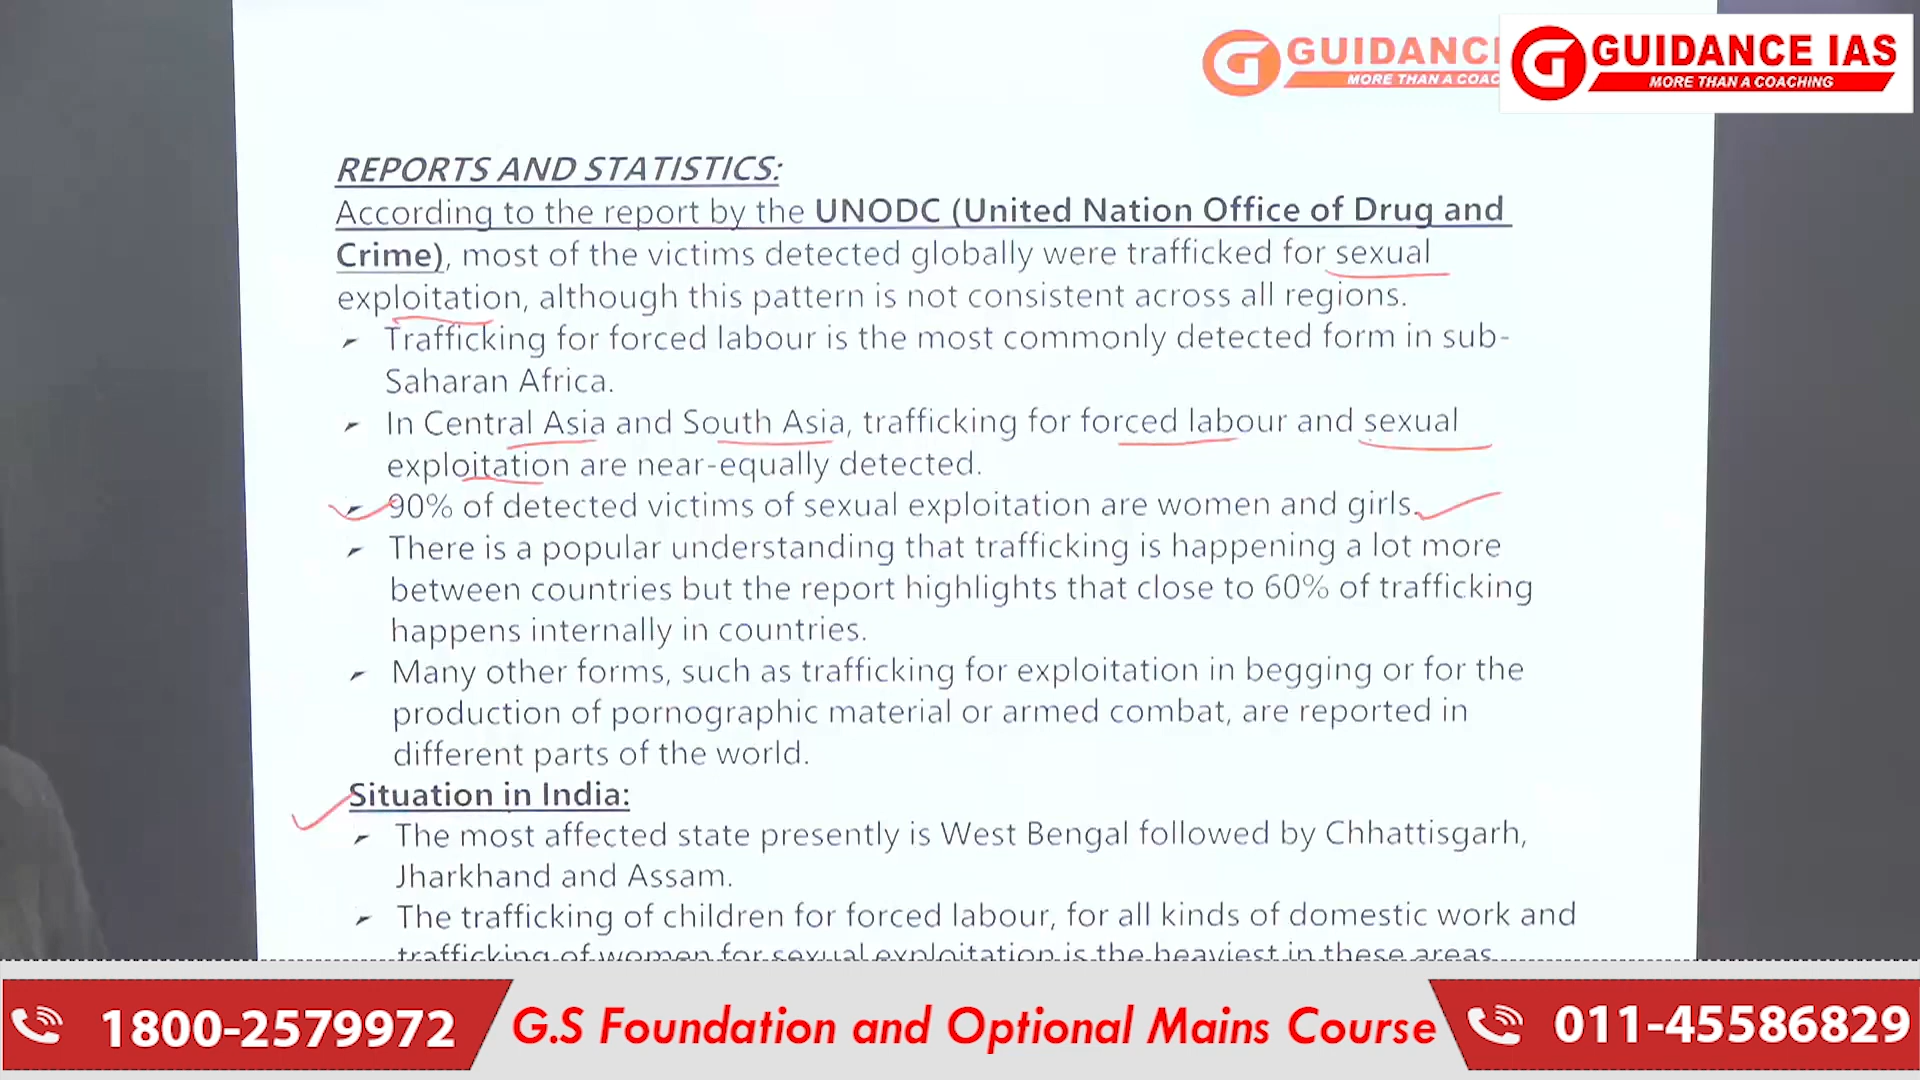 GUIDANC
MORE THAN A COAC
GUIDANCE IAS
MORE THAN A COACHING
REPORTS AND STATISTICS:
According to the report by the UNODC (United Nation Office of Drug and
Crime), most of the victims detected globally were trafficked for sexual
exploitation, although this pattern is not consistent across all regions.
Trafficking for forced labour is the most commonly detected form in sub-
Saharan Africa.
In Central Asia and South Asia, trafficking for forced labour and sexual
exploitation are near-equally detected.
90% of detected victims of sexual exploitation are women and girls.
There is a popular understanding that trafficking is happening a lot more
between countries but the report highlights that close to 60% of trafficking
happens internally in countries.
Many other forms, such as trafficking for exploitation in begging or for the
production of pornographic material or armed combat, are reported in
different parts of the world.
Situation in India:
The most affected state presently is West Bengal followed by Chhattisgarh,
Jharkhand and Assam.
The trafficking of children for forced labour, for all kinds of domestic work and
trafficking of women for sexual exploitation is the heaviest in these areas
1800-2579972
G.S Foundation and Optional Mains Course
011-45586829